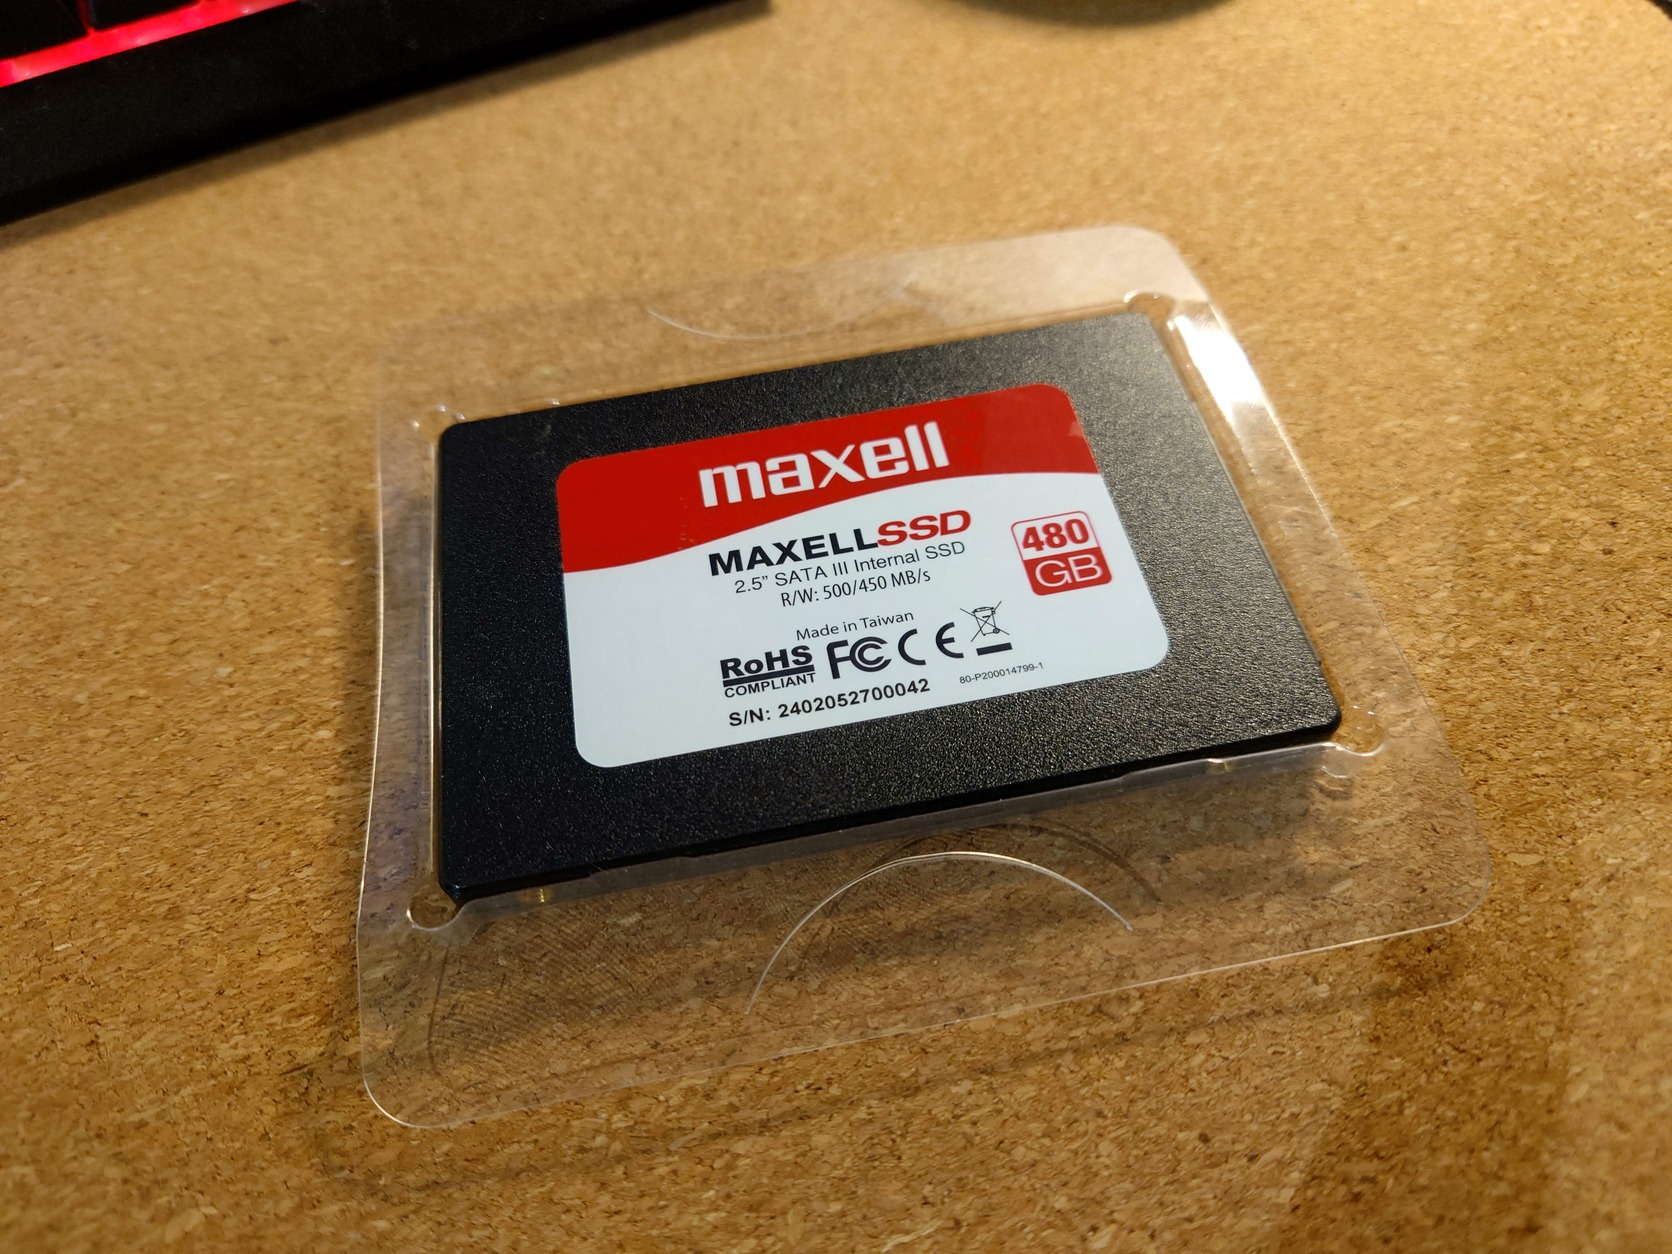 maxell
MAXELLSSD
2.5" SATA III Internal SSD
R/W: 500/450 MB/s
480
GB
Made in Taiwan
RoHS
COMPLIANT
FC CE
S/N: 2402052700042
80-P200014799-1